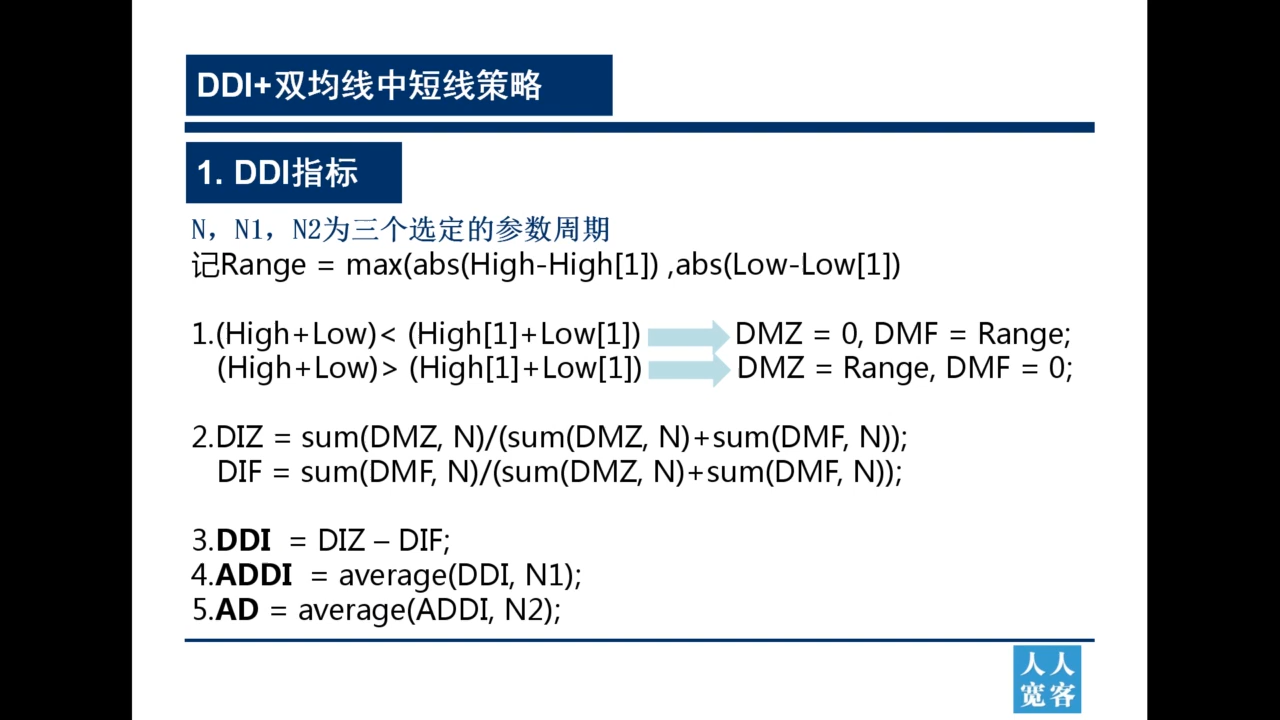 DDI+双均线中短线策略
1. DDI指标
N，N1，N2为三个选定的参数周期
记Range = max(abs(High-High[1]) ,abs(Low-Low[1])
1.(High+Low)< (High[1]+Low[1]) DMZ = 0, DMF = Range;
(High+Low)> (High[1]+Low[1]) DMZ = Range, DMF = 0;
2.DIZ = sum(DMZ, N)/(sum(DMZ, N)+sum(DMF, N));
DIF = sum(DMF, N)/(sum(DMZ, N)+sum(DMF, N));
3.DDI = DIZ – DIF;
4.ADDI = average(DDI, N1);
5.AD = average(ADDI, N2);
人人
宽客